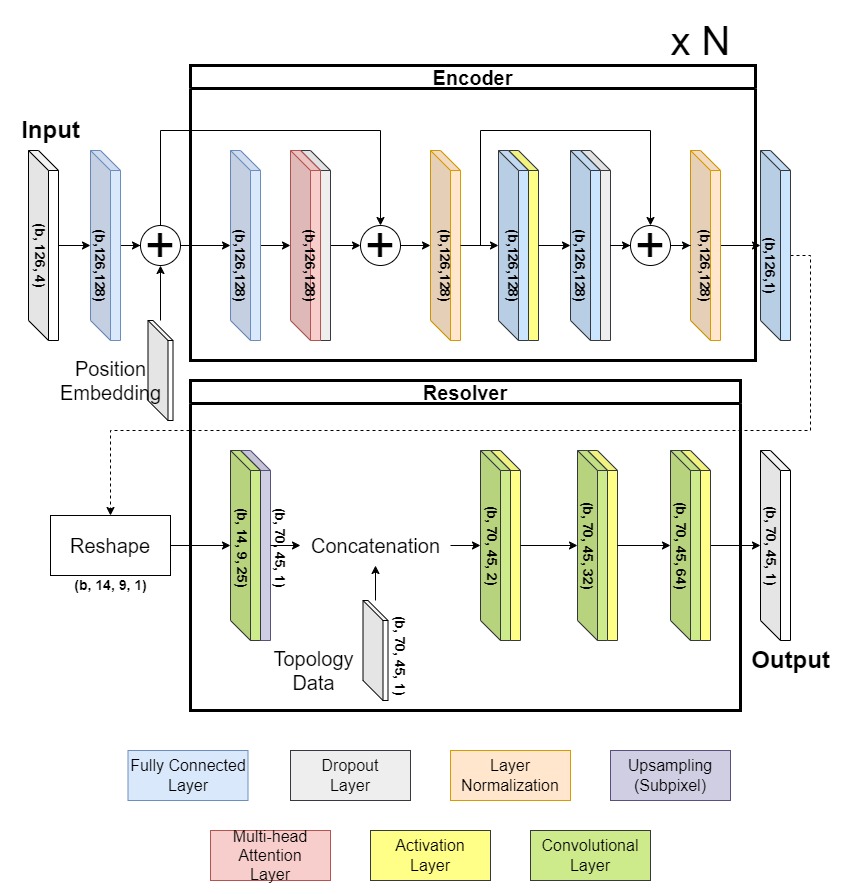 x N
Encoder
Input
(b, 126, 4)
(b,126,128)
+
(b,126,128)
(b,126,128)
+
(b,126,128)
(b,126,128)
(b,126,128)
+
(b,126,128)
(b,126,1)
Position
Embedding
Resolver
Reshape
(b, 14, 9, 1)
(b, 14, 9, 25)
(b, 70, 45, 1)
Concatenation
(b, 70, 45, 2)
(b, 70, 45, 32)
(b, 70, 45, 64)
(b, 70, 45, 1)
Topology
Data
(b, 70, 45, 1)
Output
Fully Connected
Layer
Dropout
Layer
Layer
Normalization
Upsampling
(Subpixel)
Multi-head
Attention
Layer
Activation
Layer
Convolutional
Layer